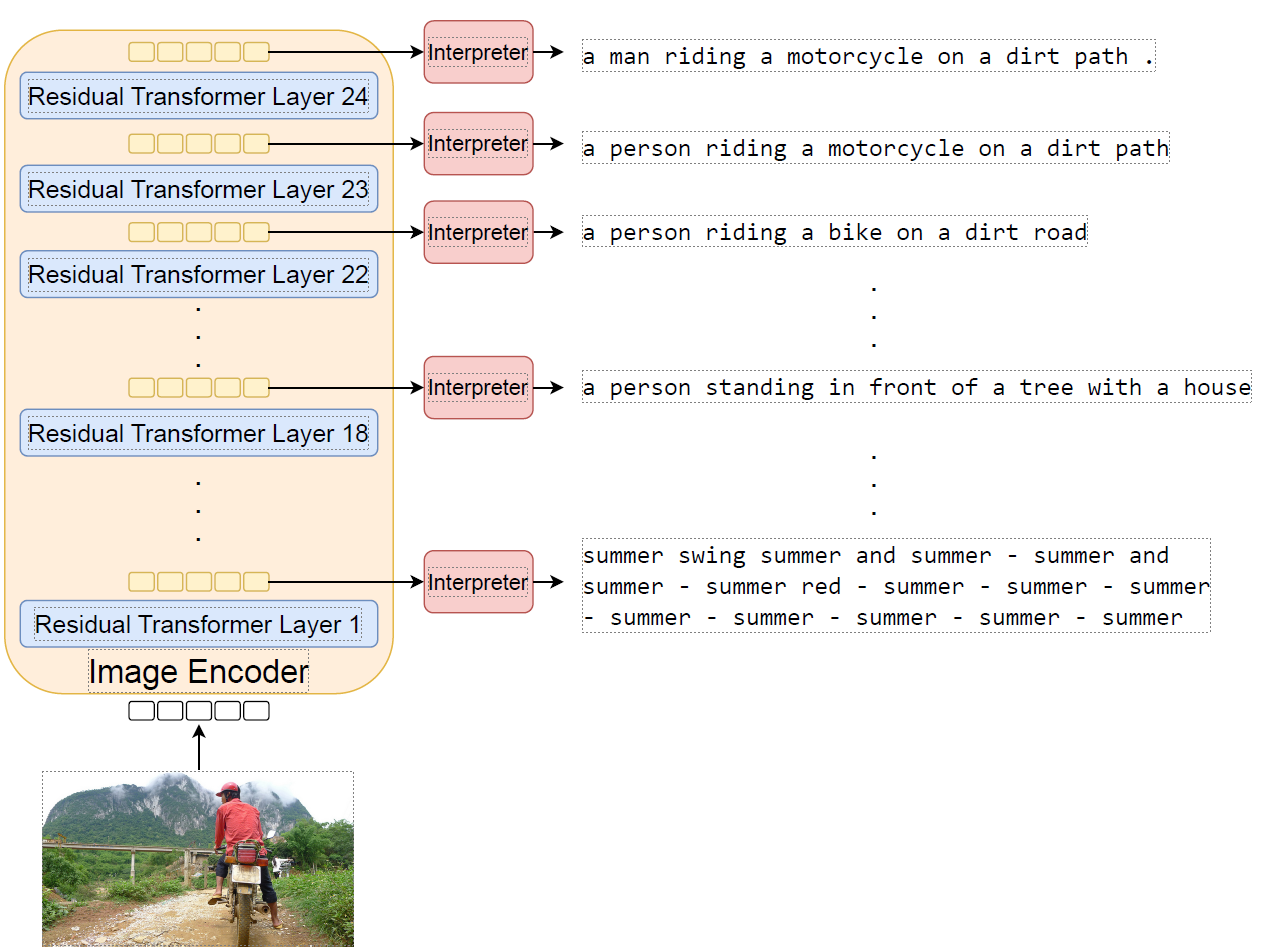 Interpreter
a man riding a motorcycle on a dirt path .
Residual Transformer Layer 24
Interpreter
a person riding a motorcycle on a dirt path
Residual Transformer Layer 23
Interpreter
a person riding a bike on a dirt road
Residual Transformer Layer 22
.
.
.
.
.
.
Interpreter
a person standing in front of a tree with a house
Residual Transformer Layer 18
.
.
.
.
.
.
Interpreter
summer swing summer and summer - summer and
summer - summer red - summer - summer - summer
- summer - summer - summer - summer - summer
Residual Transformer Layer 1
Image Encoder